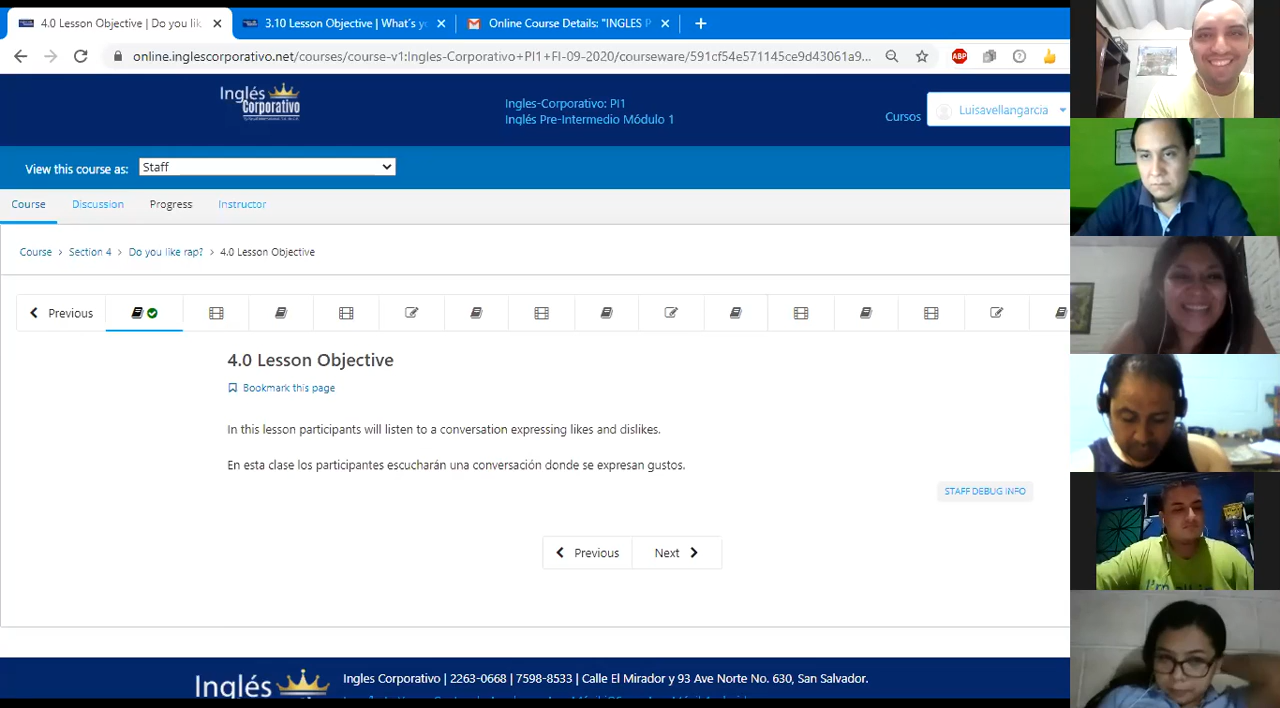 4.0 Lesson Objective | Do you lik
3.10 Lesson Objective | What´s yo
Online Course Details: "INGLES P
online.inglescorporativo.net/courses/course-v1:Ingles-Corporativo+PI1+FI-09-2020/courseware/591cf54e571145ce9d43061a9...
ABP
Inglés
Corporativo
Ingles-Corporativo: PI1
Inglés Pre-Intermedio Módulo 1
Cursos
Luisavellangarcia
View this course as:
Staff
Course
Discussion
Progress
Instructor
Course > Section 4 > Do you like rap? > 4.0 Lesson Objective
Previous
4.0 Lesson Objective
Bookmark this page
In this lesson participants will listen to a conversation expressing likes and dislikes.
En esta clase los participantes escucharán una conversación donde se expresan gustos.
STAFF DEBUG INFO
Previous
Next
Inglés
Ingles Corporativo | 2263-0668 | 7598-8533 | Calle El Mirador y 93 Ave Norte No. 630, San Salvador.